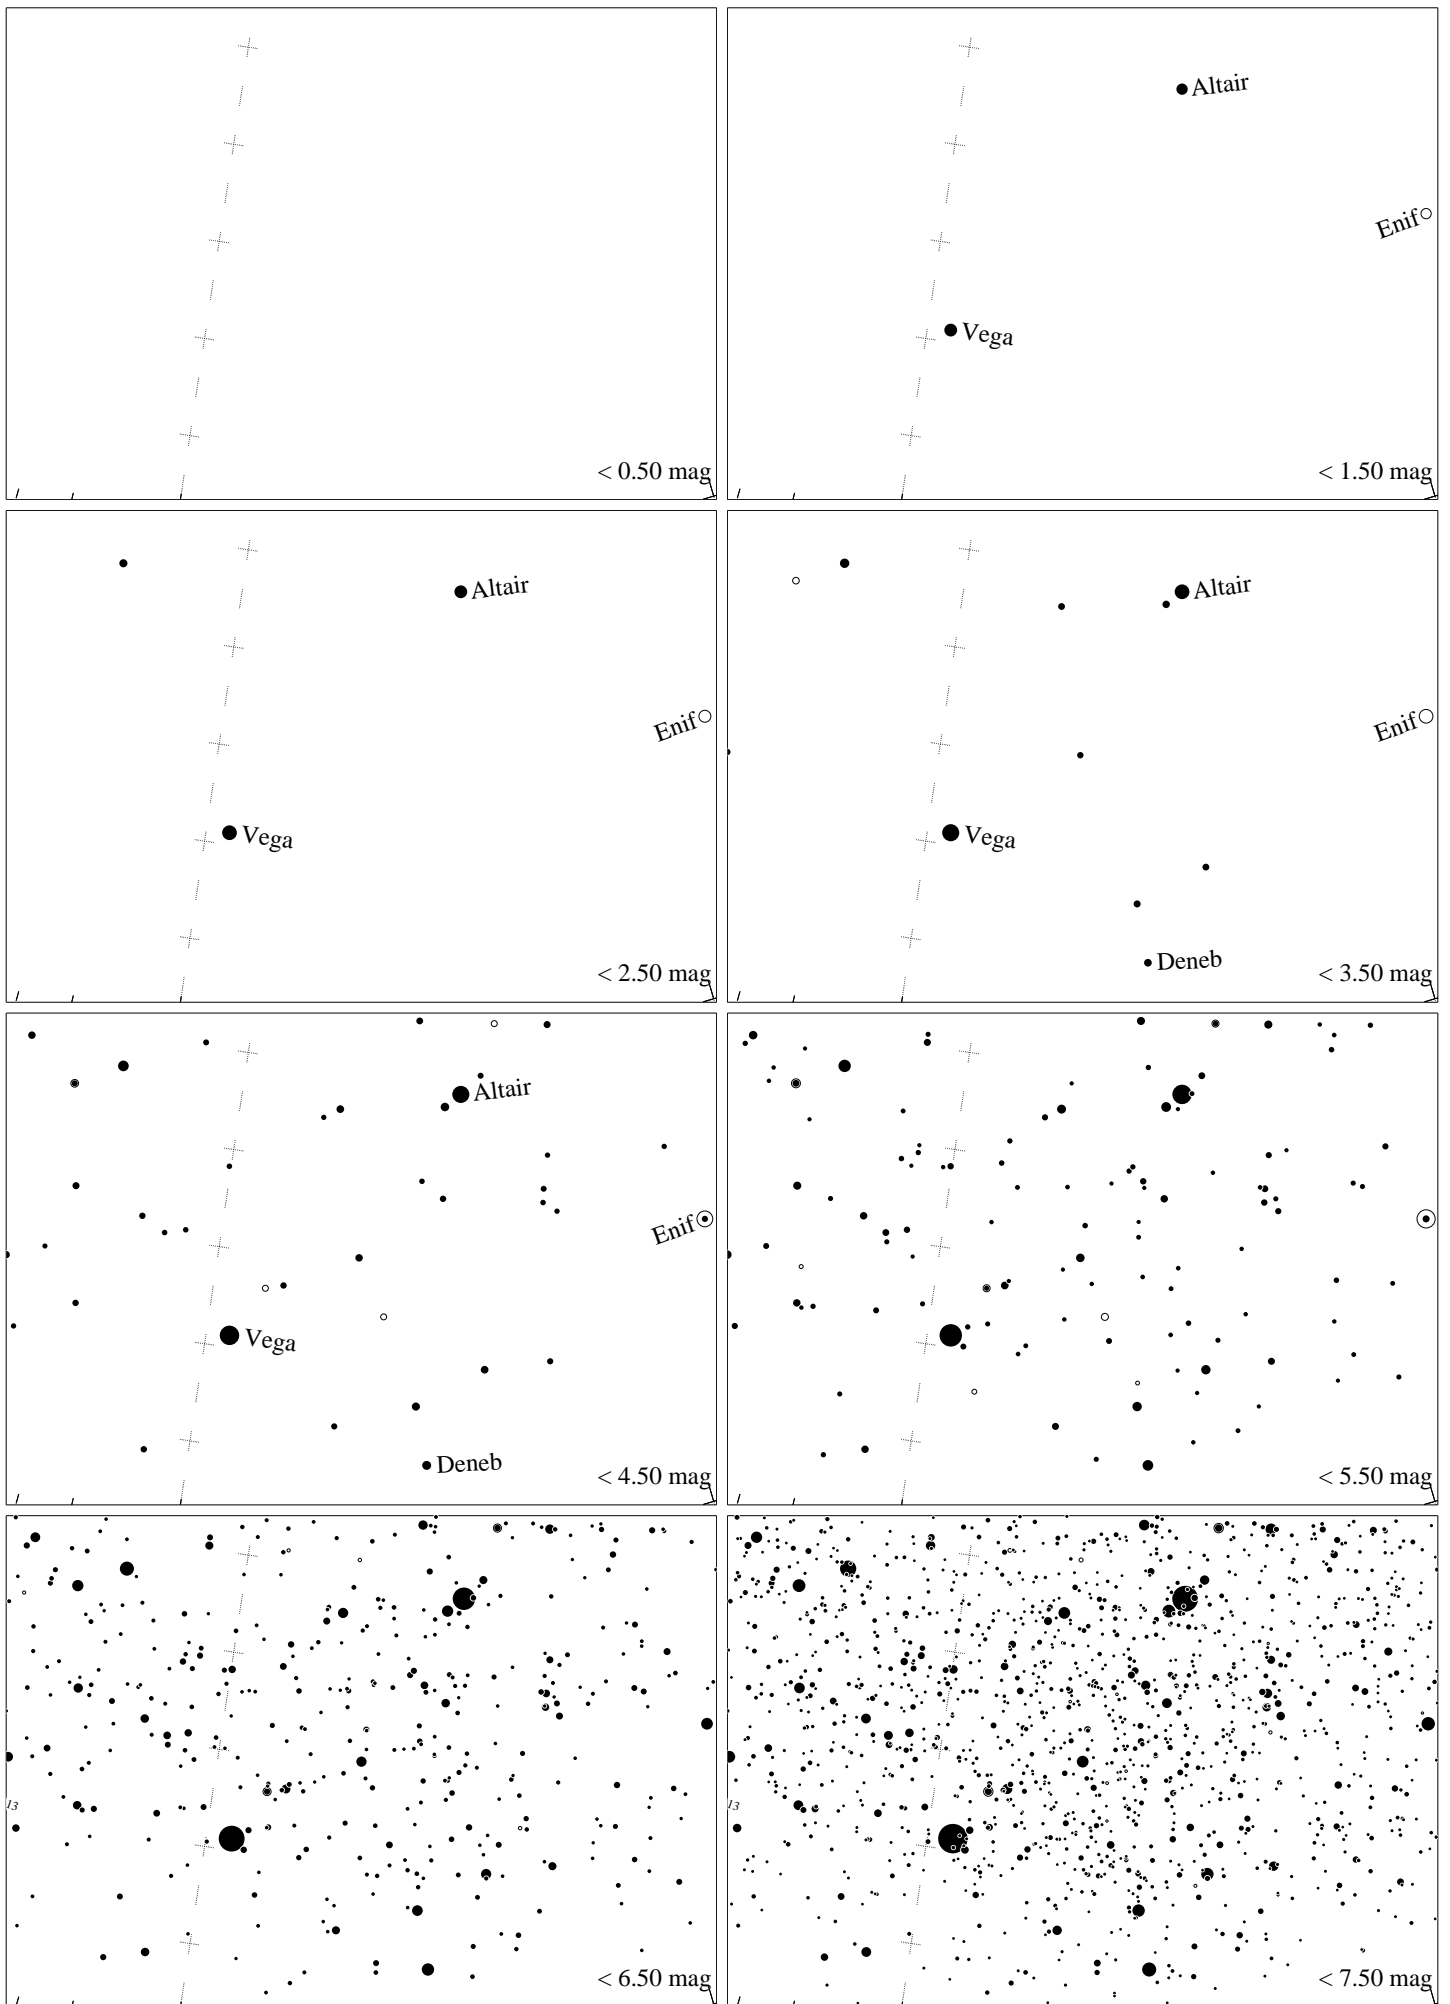 < 0.50 mag
Altair
Enif
Vega
< 1.50 mag
Altair
Enif
Vega
< 2.50 mag
Altair
Enif
Vega
Deneb
< 3.50 mag
Altair
Enif
Vega
Deneb
< 4.50 mag
< 5.50 mag
13
< 6.50 mag
13
< 7.50 mag